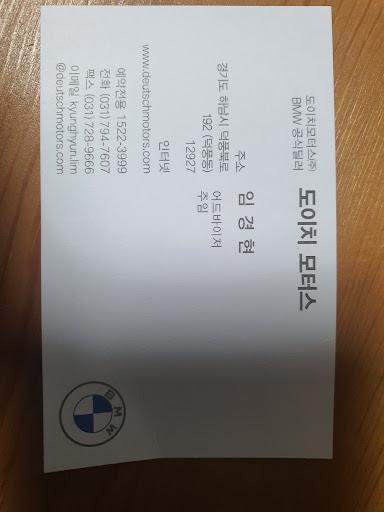 도이치모터스㈜
BMW 공식딜러
도이치 모터스
임 경 현
어드바이저
주임
주소
경기도 하남시 덕풍북로
192 (덕풍동)
12927
인터넷
www.deutschmotors.com
예약전용 1522-3999
전화 (031)794-7607
팩스 (031)728-9666
이메일 kyunghyun.lim
@deutschmotors.com
BMW